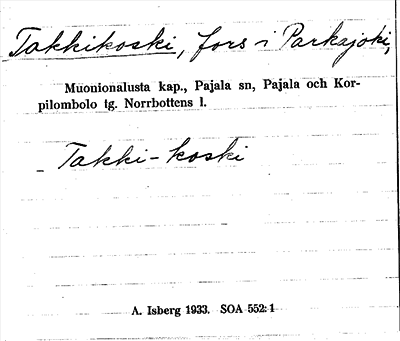 Takkikoski, fors i Parkajoki,
Muonionalusta kap., Pajala sn, Pajala och Kor-
pilombolo tg. Norrbottens l.
Takki-koski
A. Isberg 1933. SOA 552:1